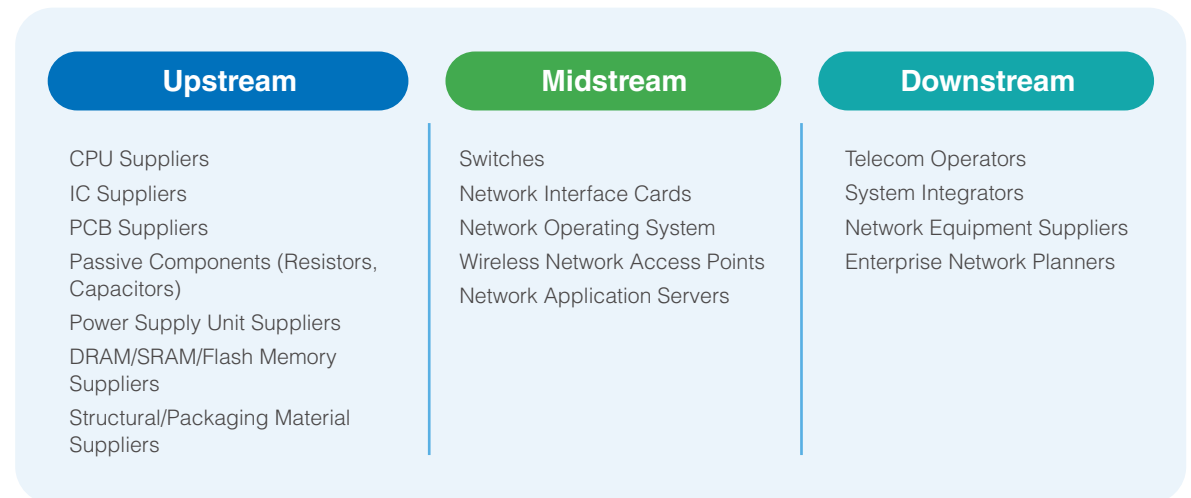 Upstream
CPU Suppliers
IC Suppliers
PCB Suppliers
Passive Components (Resistors,
Capacitors)
Power Supply Unit Suppliers
DRAM/SRAM/Flash Memory
Suppliers
Structural/Packaging Material
Suppliers
Midstream
Switches
Network Interface Cards
Network Operating System
Wireless Network Access Points
Network Application Servers
Downstream
Telecom Operators
System Integrators
Network Equipment Suppliers
Enterprise Network Planners